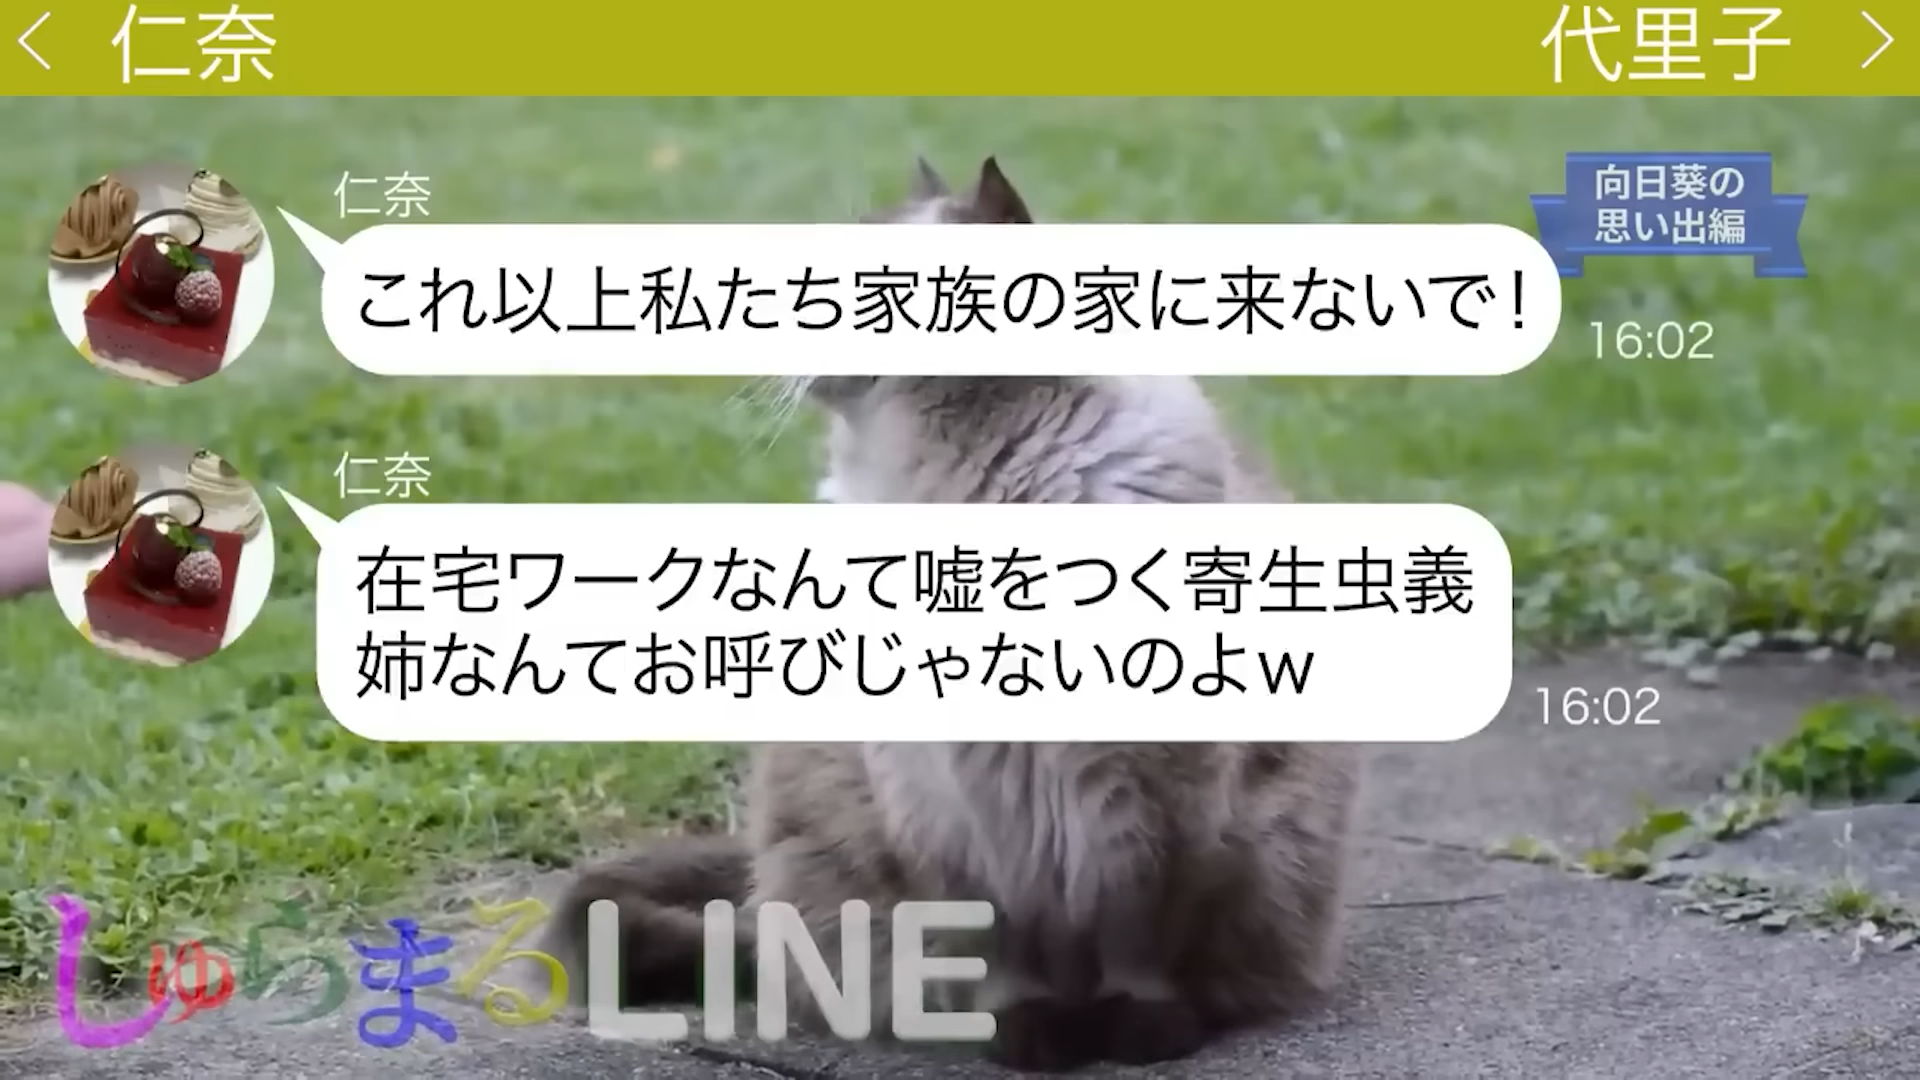 仁奈
代里子
向日葵の
思い出編
仁奈
これ以上私たち家族の家に来ないで!
16:02
仁奈
在宅ワークなんて嘘をつく寄生虫義
姉なんてお呼びじゃないのよw
16:02
しゅらまるLINE